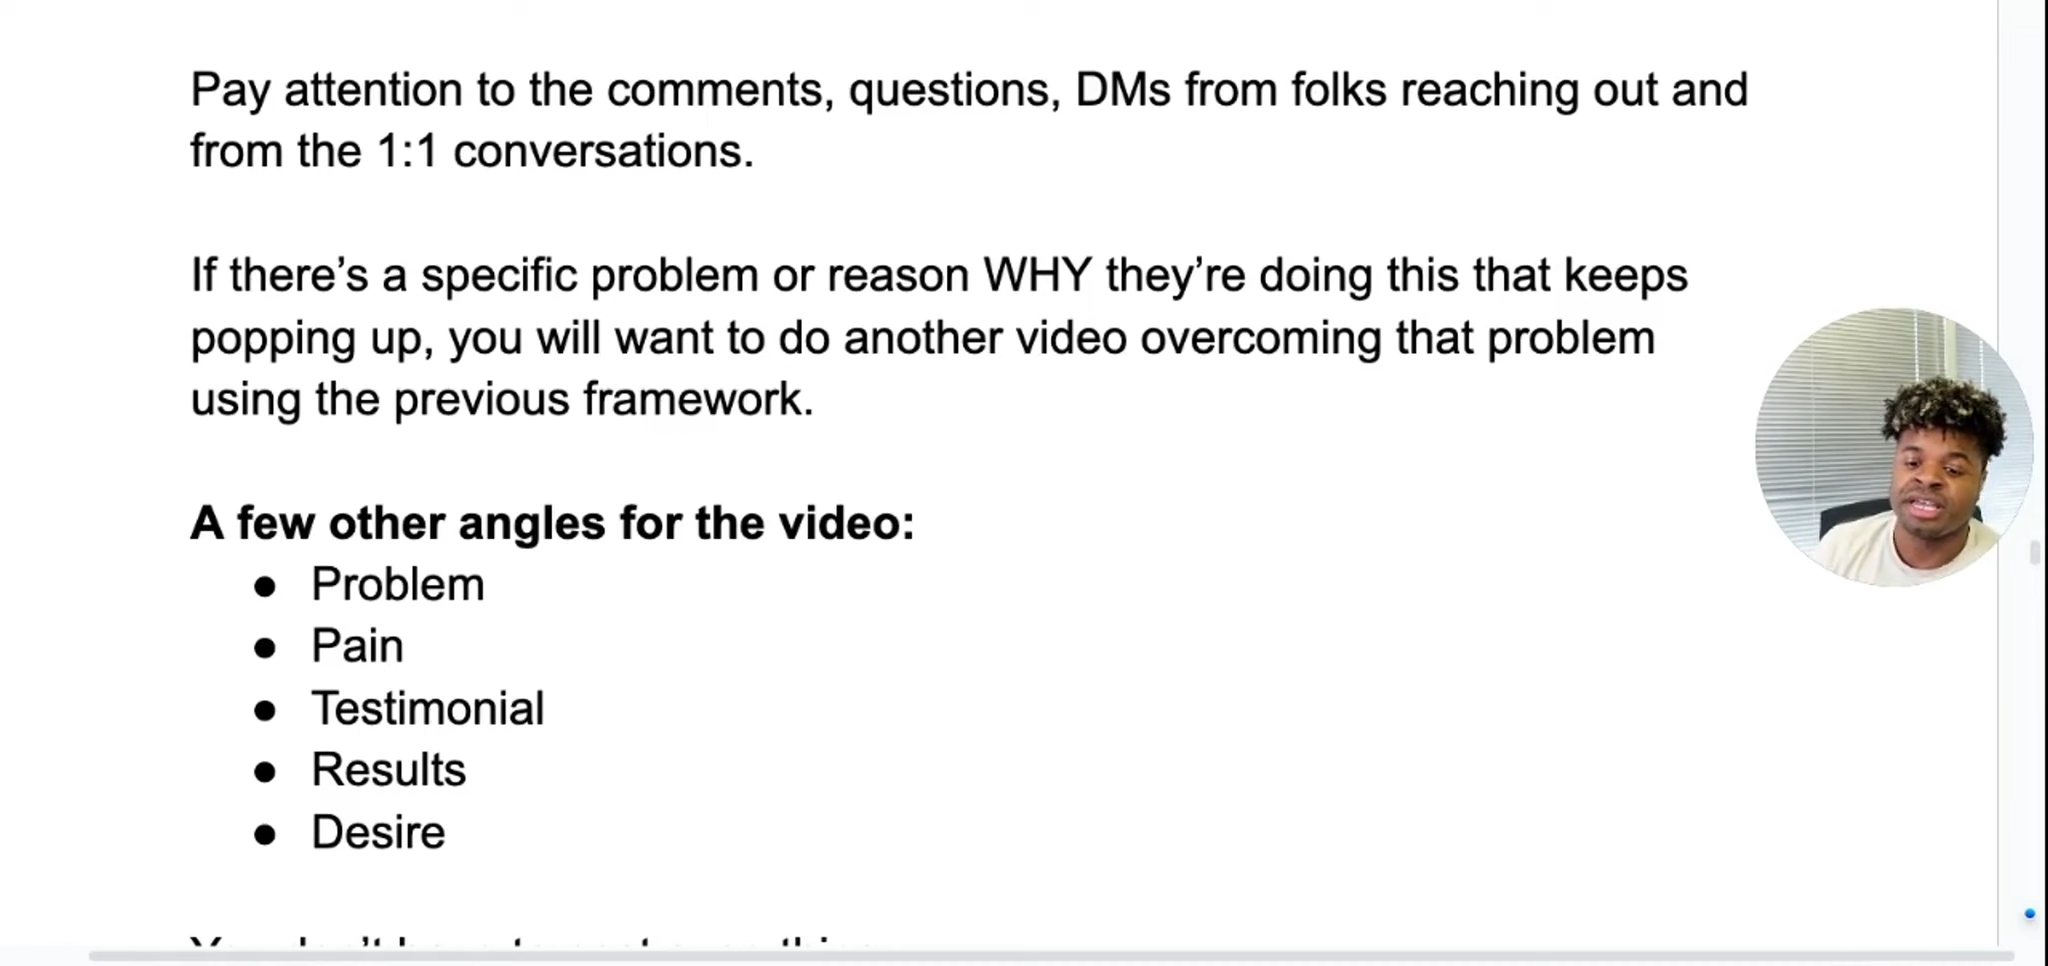 Pay attention to the comments, questions, DMs from folks reaching out and
from the 1:1 conversations.
If there’s a specific problem or reason WHY they’re doing this that keeps
popping up, you will want to do another video overcoming that problem
using the previous framework.
A few other angles for the video:
● Problem
● Pain
● Testimonial
● Results
● Desire